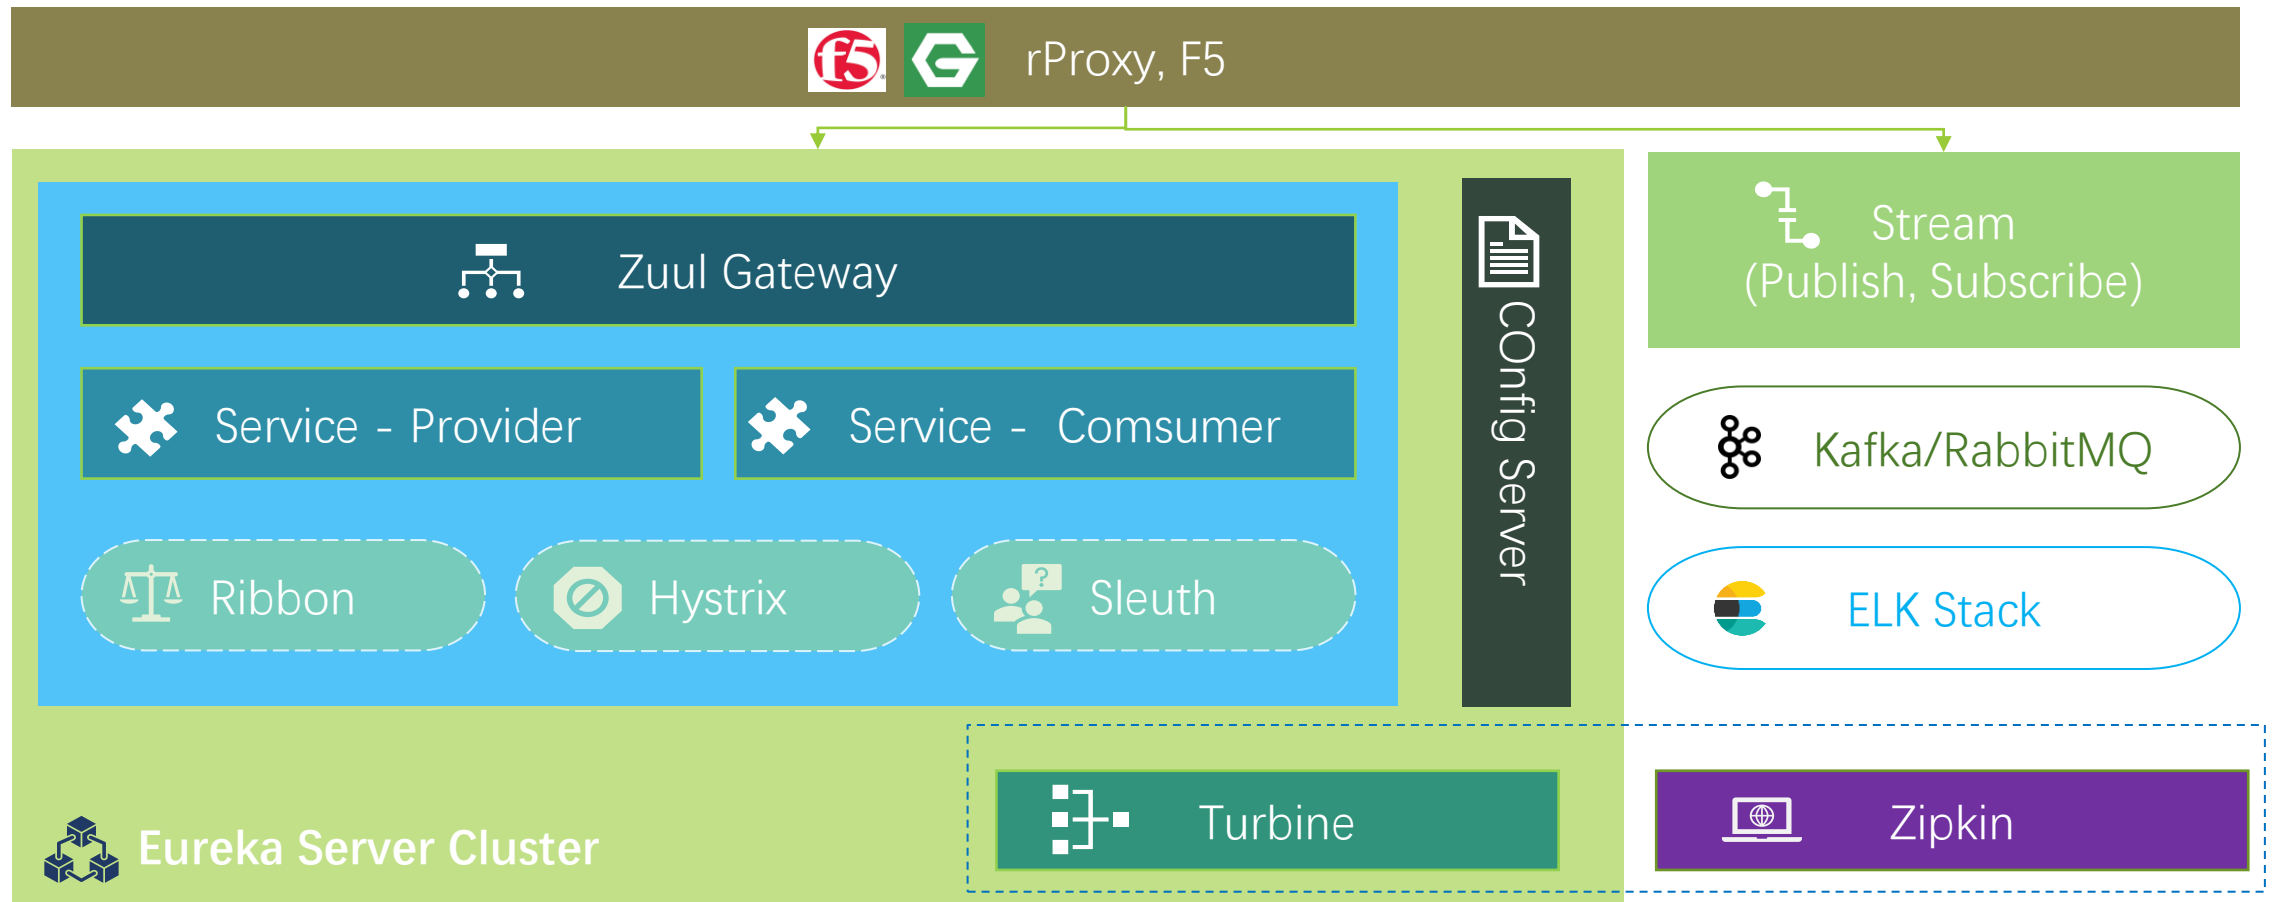 f5
rProxy, F5
Zuul Gateway
Stream
(Publish, Subscribe)
COnfig Server
Service - Provider
Service - Comsumer
Kafka/RabbitMQ
Ribbon
Hystrix
?
Sleuth
ELK Stack
Turbine
Zipkin
Eureka Server Cluster